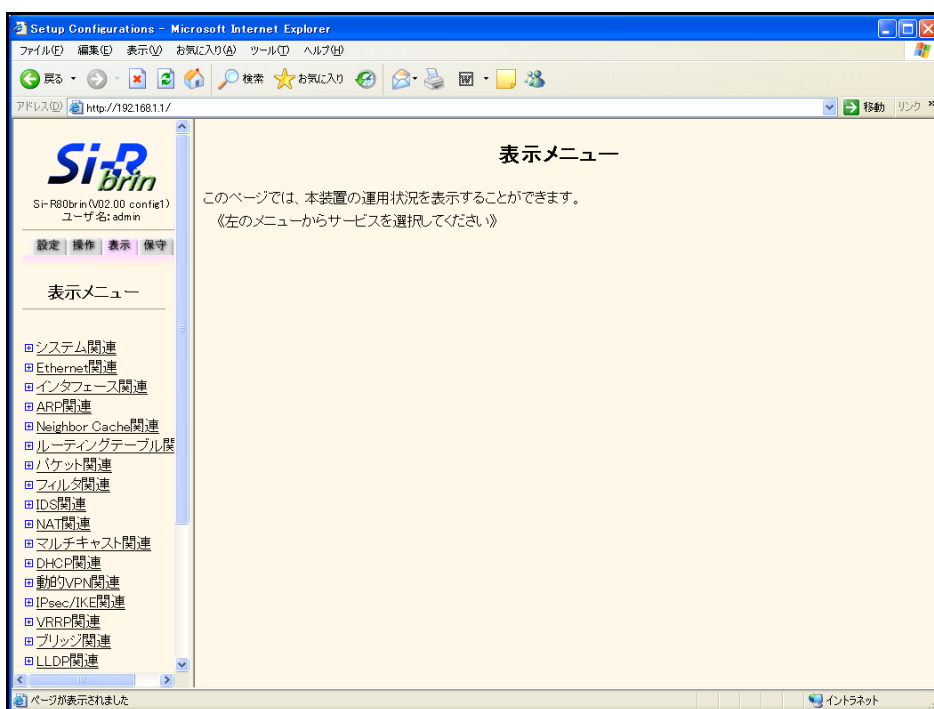 Setup Configurations - Microsoft Internet Explorer
ファイル(F) 編集(E) 表示(V) お気に入り(A) ツール(T) ヘルプ(H)
戻る 検索 お気に入り
アドレス(D) http://192.168.1.1/ 移動 リンク »
Si-R
brin
Si-R80brin(V02.00 config1)
ユーザ名: admin
設定 操作 表示 保守
表示メニュー
システム関連
Ethernet関連
インタフェース関連
ARP関連
Neighbor Cache関連
ルーティングテーブル関
パケット関連
フィルタ関連
IDS関連
NAT関連
マルチキャスト関連
DHCP関連
動的VPN関連
IPsec/IKE関連
VRRP関連
ブリッジ関連
LLDP関連
表示メニュー
このページでは、本装置の運用状況を表示することができます。
《左のメニューからサービスを選択してください》
ページが表示されました イントラネット